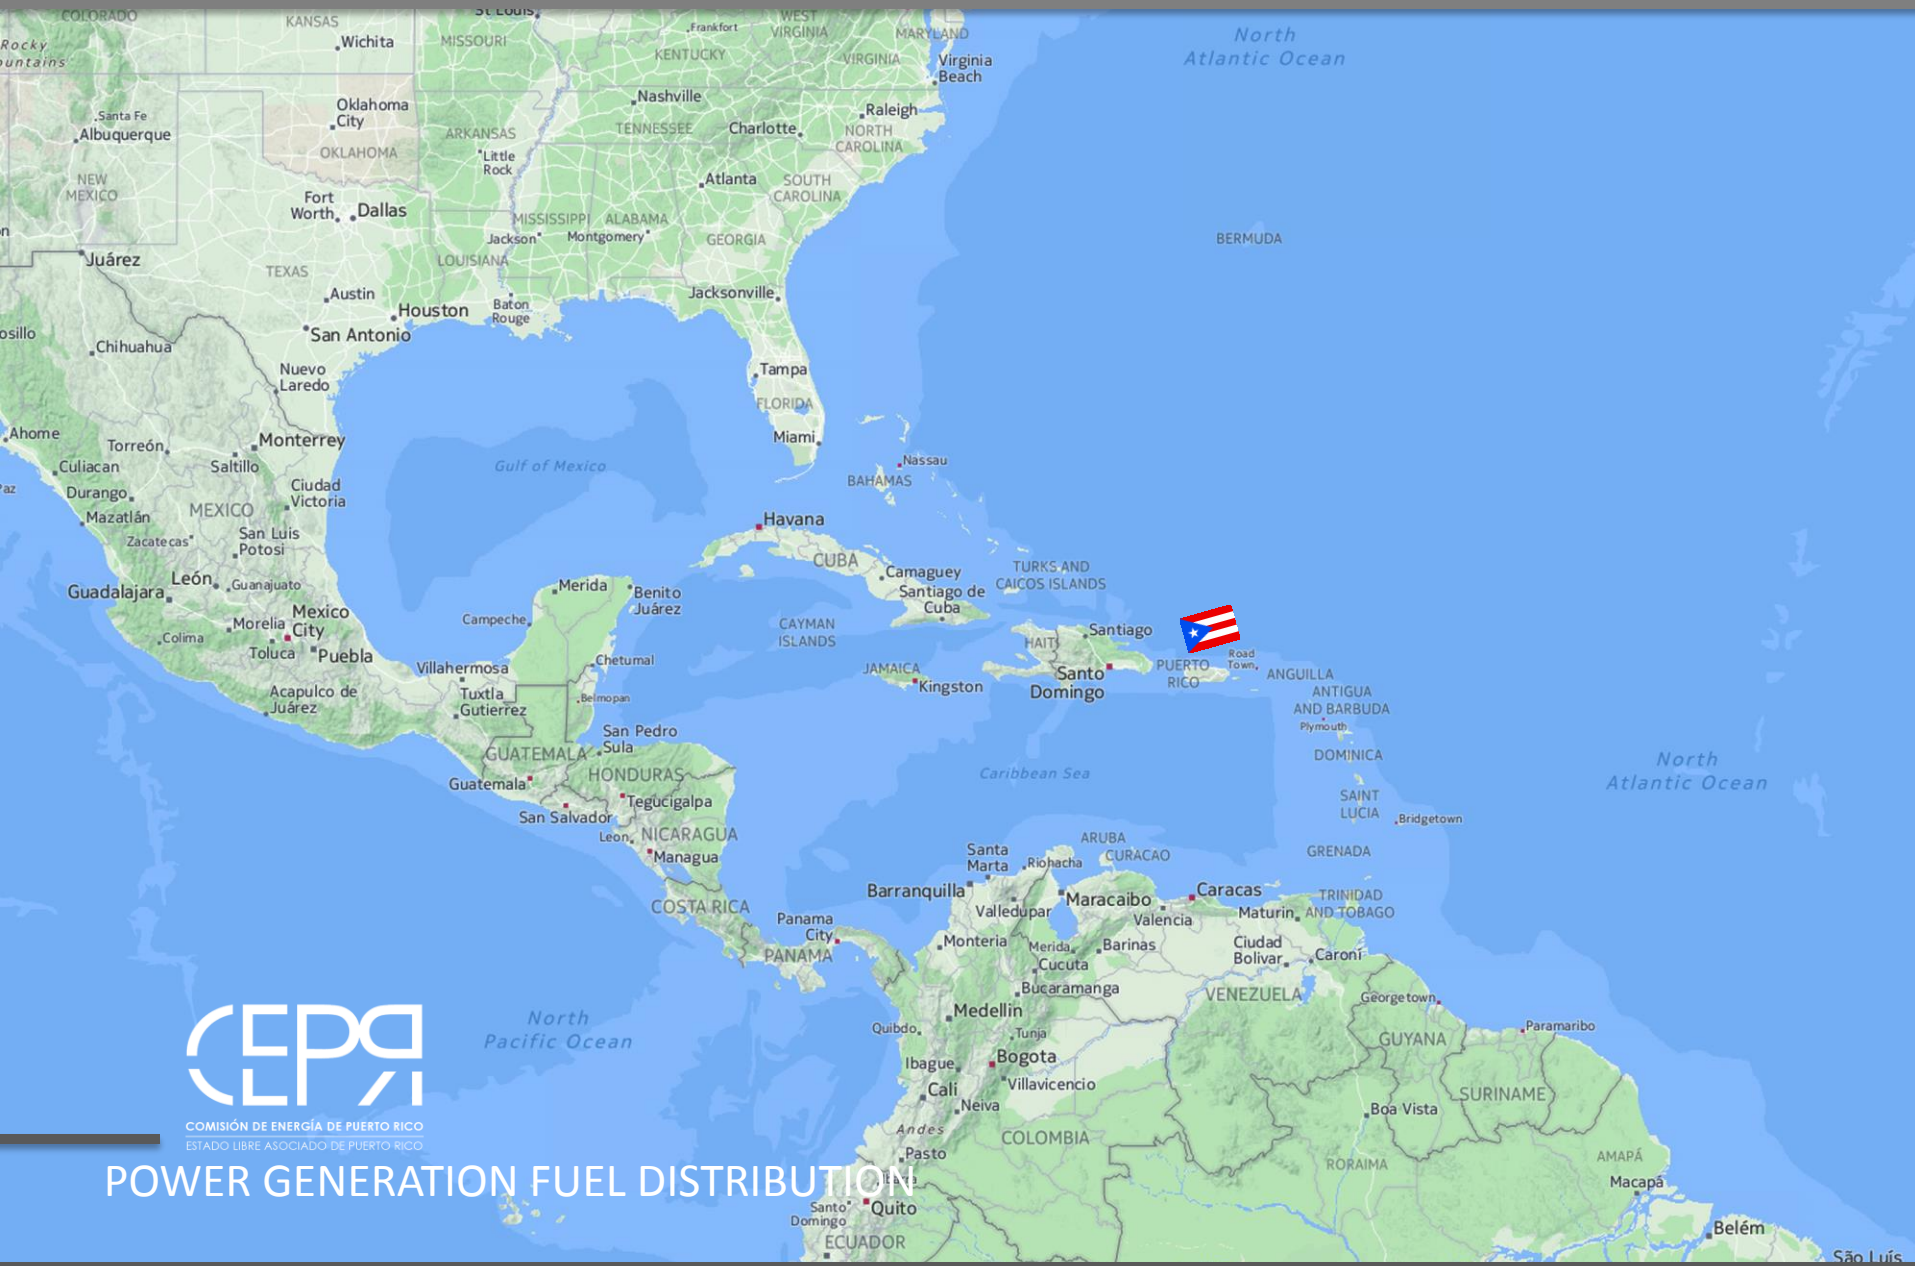 COLORADO
KANSAS
St Louis
Frankfort
WEST
VIRGINIA
MARYLAND
North
Atlantic Ocean
Rocky
ountains
Wichita
MISSOURI
KENTUCKY
VIRGINIA
Virginia
Beach
Santa Fe
Albuquerque
Oklahoma
City
OKLAHOMA
ARKANSAS
Little
Rock
Nashville
TENNESSEE
Charlotte
Raleigh
NORTH
CAROLINA
NEW
MEXICO
Fort
Worth
Dallas
MISSISSIPPI
ALABAMA
Atlanta
SOUTH
CAROLINA
Jackson
Montgomery
GEORGIA
BERMUDA
n
Juárez
TEXAS
LOUISIANA
Austin
Houston
San Antonio
Baton
Rouge
Jacksonville
osillo
Chihuahua
Nuevo
Laredo
Tampa
FLORIDA
Miami
Ahome
Torreón
Monterrey
Saltillo
Culiacan
Gulf of Mexico
Nassau
BAHAMAS
Paz
Durango
Ciudad
Victoria
MEXICO
Mazatlán
Zacatecas
San Luis
Potosi
Havana
CUBA
Camaguey
Santiago de
Cuba
TURKS AND
CAICOS ISLANDS
León
Guanajuato
Guadalajara
Merida
Benito
Juárez
Mexico
City
Morelia
Colima
Toluca
Puebla
Campeche
CAYMAN
ISLANDS
HAITI
Santiago
Villahermosa
Chetumal
JAMAICA
Kingston
Santo
Domingo
PUERTO
RICO
Road
Town
ANGUILLA
Acapulco de
Juárez
Tuxtla
Gutierrez
Belmopan
ANTIGUA
AND BARBUDA
Plymouth
San Pedro
Sula
GUATEMALA
HONDURAS
Guatemala
DOMINICA
Caribbean Sea
North
Atlantic Ocean
Tegucigalpa
San Salvador
SAINT
LUCIA
Bridgetown
Leon
NICARAGUA
Managua
ARUBA
CURACAO
GRENADA
Santa
Marta
Riohacha
Barranquilla
Maracaibo
Caracas
TRINIDAD
AND TOBAGO
COSTA RICA
Panama
City
PANAMA
Valledupar
Valencia
Maturin
Monteria
Merida
Barinas
Ciudad
Bolivar
Caroní
Cucuta
Bucaramanga
VENEZUELA
Georgetown
Medellin
North
Pacific Ocean
Quibdo
Tunja
GUYANA
Paramaribo
Ibague
Bogota
Cali
Villavicencio
Neiva
SURINAME
Boa Vista
Andes
COLOMBIA
Pasto
RORAIMA
AMAPÁ
Macapá
CEPR
COMISIÓN DE ENERGÍA DE PUERTO RICO
ESTADO LIBRE ASOCIADO DE PUERTO RICO
POWER GENERATION FUEL DISTRIBUTION
Ibarra
Santo
Domingo
Quito
ECUADOR
Belém
São Luís